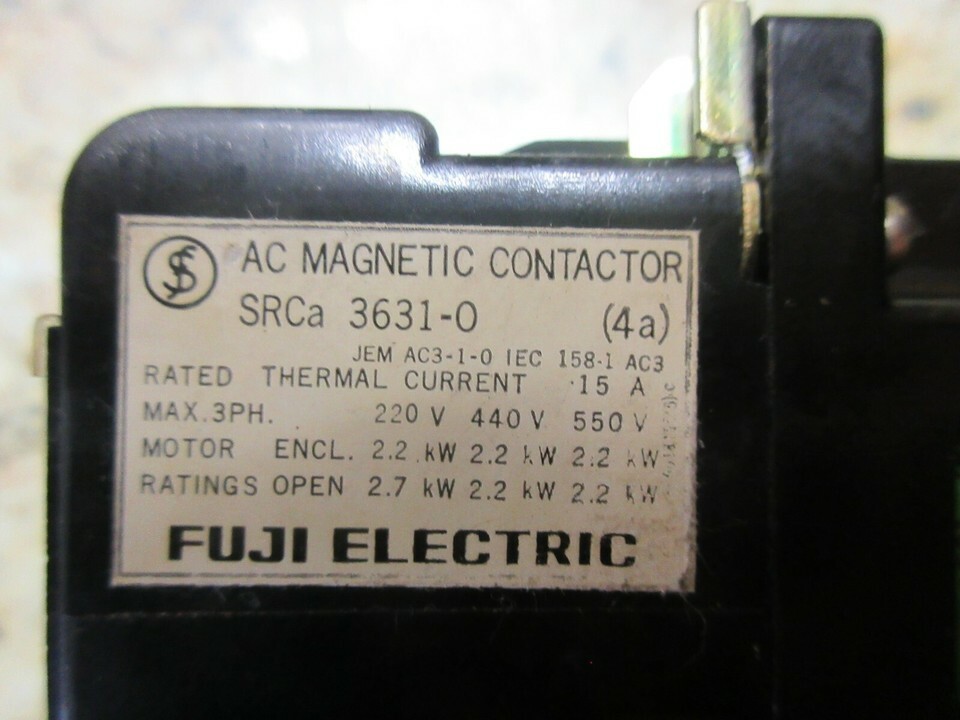 AC MAGNETIC CONTACTOR
SRCa 3631-0 (4a)
JEM AC3-1-0 IEC 158-1 AC3
RATED THERMAL CURRENT 15 A
MAX.3PH. 220 V 440 V 550 V
MOTOR ENCL. 2.2 kW 2.2 kW 2.2 kW
RATINGS OPEN 2.7 kW 2.2 kW 2.2 kW
FUJI ELECTRIC